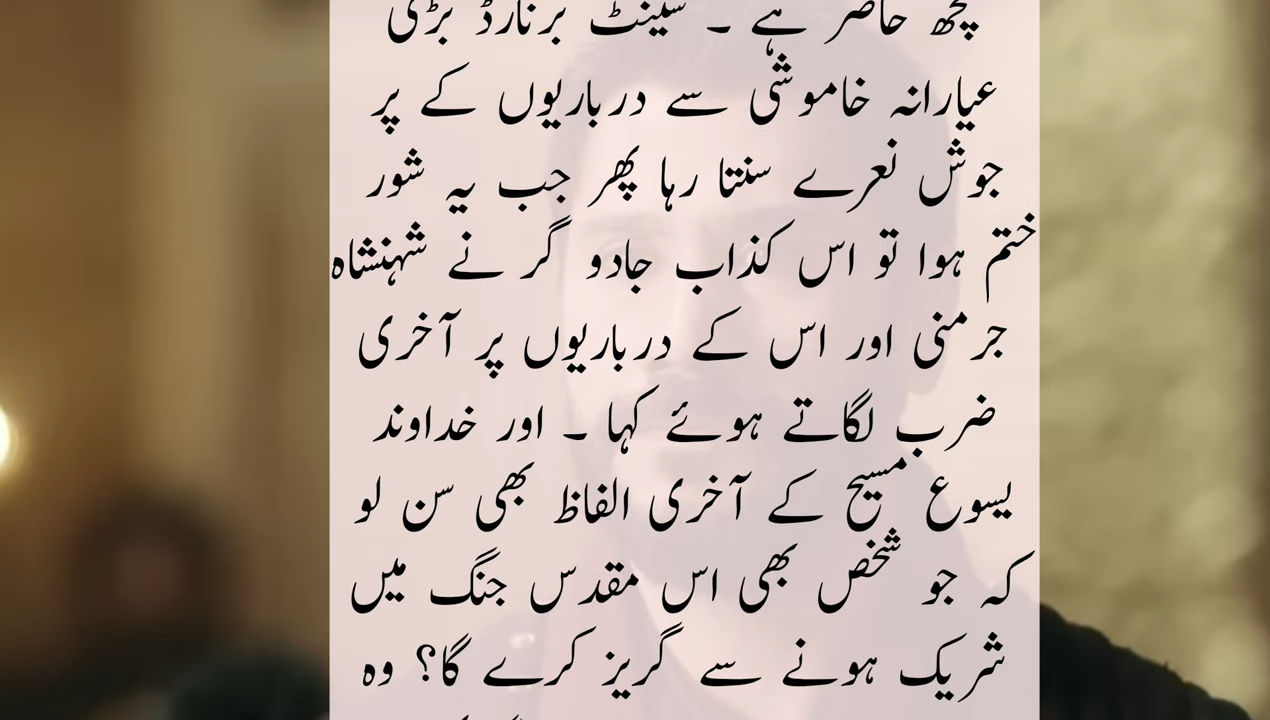 کچھ حاضر ہے ۔ سینٹ برنارڈ بڑی
عیارانہ خاموشی سے درباریوں کے پر
جوش نعرے سنتا رہا پھر جب یہ شور
ختم ہوا تو اس کذاب جادو گر نے شہنشاہ
جرمنی اور اس کے درباریوں پر آخری
ضرب لگاتے ہوئے کہا ۔ اور خداوند
یسوع مسیح کے آخری الفاظ بھی سن لو
کہ جو شخص بھی اس مقدس جنگ میں
شریک ہونے سے گریز کرے گا؟ وہ